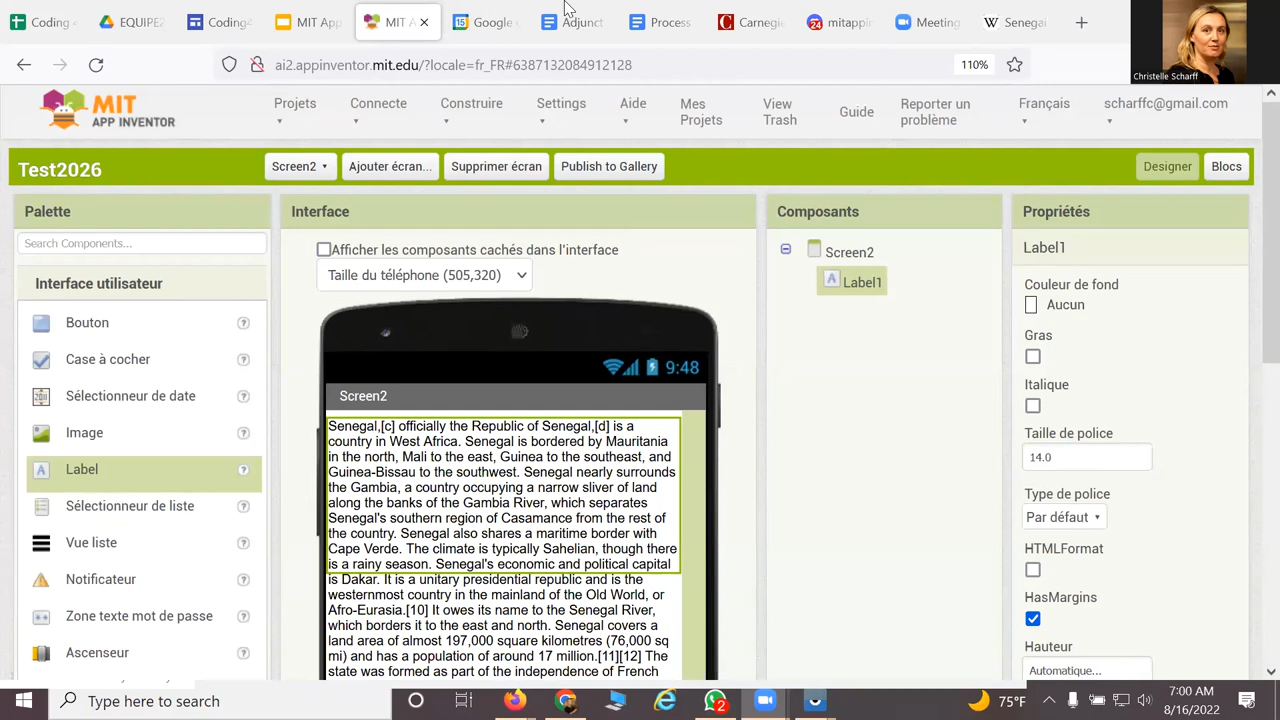 Coding4
EQUIPE2
Coding4
MIT App
MIT A
Google
Adjunct
Process
Carnegi
mitappin
Meeting
Senegal
Christelle Scharff
ai2.appinventor.mit.edu/?locale=fr_FR#6387132084912128
110%
MIT
APP INVENTOR
Projets
Connecte
Construire
Settings
Aide
Mes Projets
View Trash
Guide
Reporter un problème
Français
scharffc@gmail.com
Test2026
Screen2
Ajouter écran...
Supprimer écran
Publish to Gallery
Designer
Blocs
Palette
Interface
Composants
Propriétés
Search Components...
Afficher les composants cachés dans l'interface
Taille du téléphone (505,320)
Interface utilisateur
Bouton
Case à cocher
Sélectionneur de date
Image
Label
Sélectionneur de liste
Vue liste
Notificateur
Zone texte mot de passe
Ascenseur
9:48
Screen2
Senegal,[c] officially the Republic of Senegal,[d] is a
country in West Africa. Senegal is bordered by Mauritania
in the north, Mali to the east, Guinea to the southeast, and
Guinea-Bissau to the southwest. Senegal nearly surrounds
the Gambia, a country occupying a narrow sliver of land
along the banks of the Gambia River, which separates
Senegal's southern region of Casamance from the rest of
the country. Senegal also shares a maritime border with
Cape Verde. The climate is typically Sahelian, though there
is a rainy season. Senegal's economic and political capital
is Dakar. It is a unitary presidential republic and is the
westernmost country in the mainland of the Old World, or
Afro-Eurasia.[10] It owes its name to the Senegal River,
which borders it to the east and north. Senegal covers a
land area of almost 197,000 square kilometres (76,000 sq
mi) and has a population of around 17 million.[11][12] The
state was formed as part of the independence of French
Screen2
Label1
Label1
Couleur de fond
Aucun
Gras
Italique
Taille de police
14.0
Type de police
Par défaut
HTMLFormat
HasMargins
Hauteur
Automatique...
Type here to search
2
75°F
7:00 AM
8/16/2022